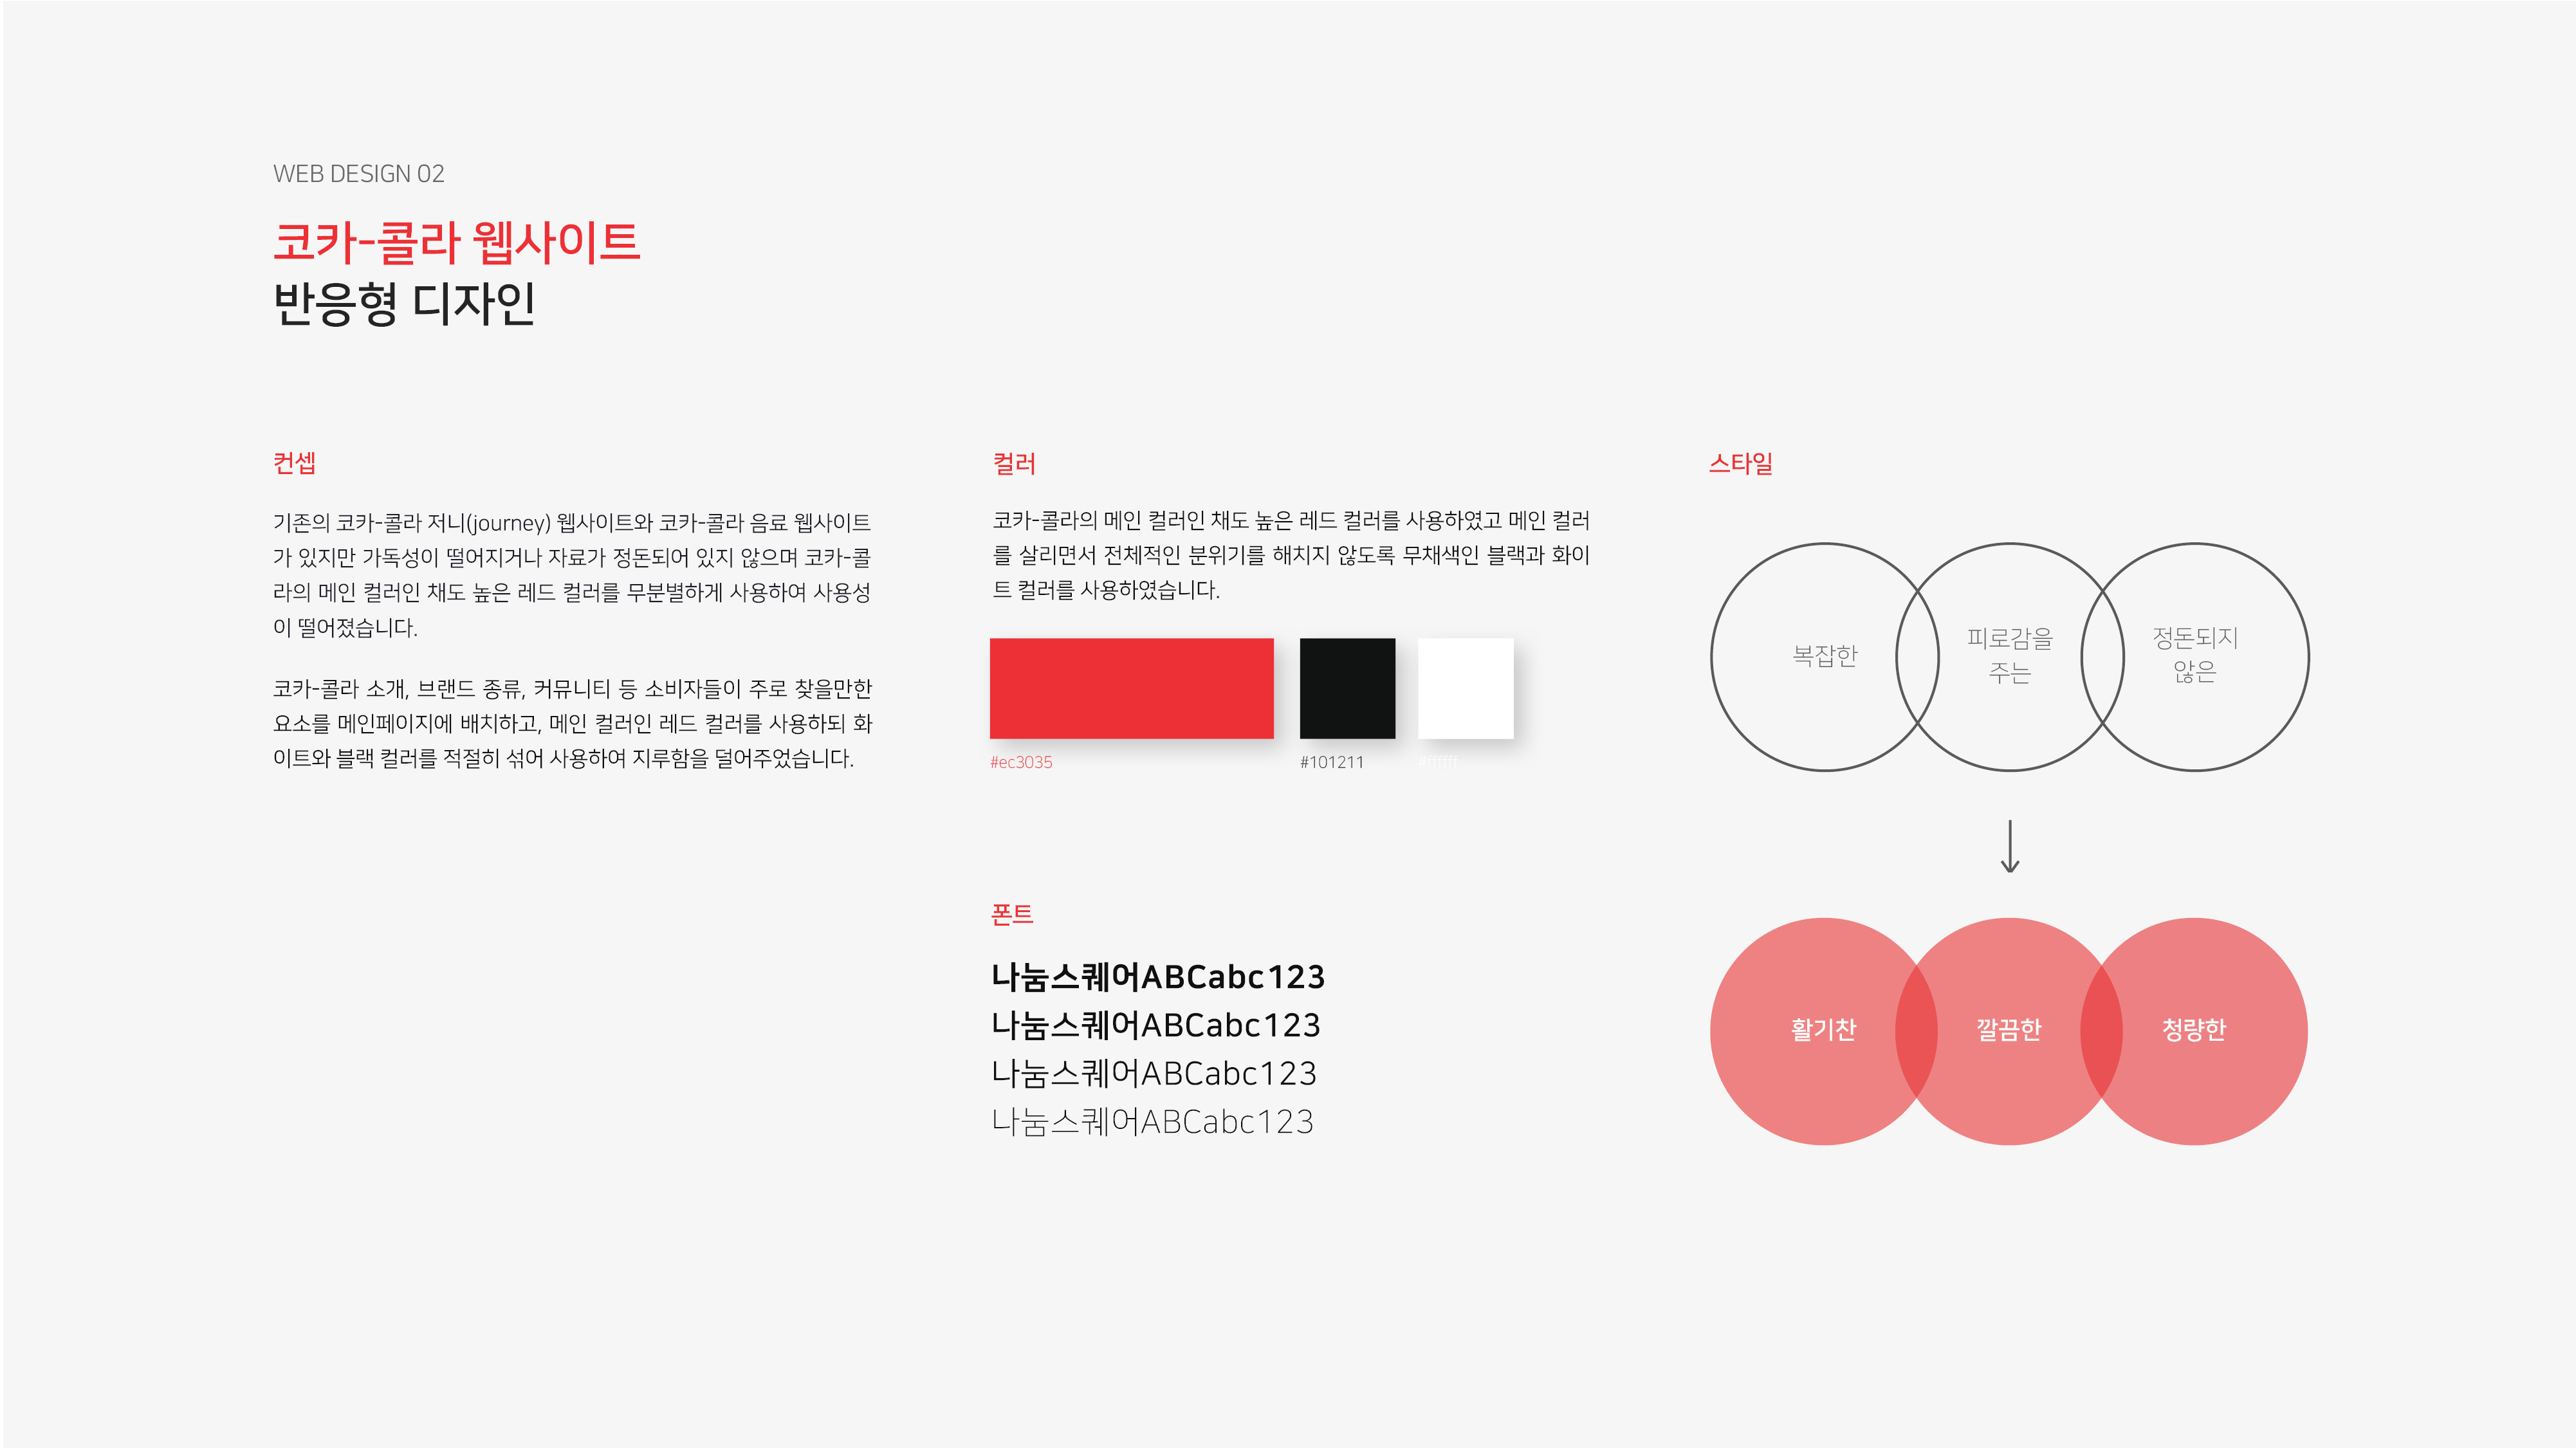 WEB DESIGN 02
코카-콜라 웹사이트
반응형 디자인
컨셉
기존의 코카-콜라 저니(journey) 웹사이트와 코카-콜라 음료 웹사이트
가 있지만 가독성이 떨어지거나 자료가 정돈되어 있지 않으며 코카-콜
라의 메인 컬러인 채도 높은 레드 컬러를 무분별하게 사용하여 사용성
이 떨어졌습니다.
코카-콜라 소개, 브랜드 종류, 커뮤니티 등 소비자들이 주로 찾을만한
요소를 메인페이지에 배치하고, 메인 컬러인 레드 컬러를 사용하되 화
이트와 블랙 컬러를 적절히 섞어 사용하여 지루함을 덜어주었습니다.
컬러
코카-콜라의 메인 컬러인 채도 높은 레드 컬러를 사용하였고 메인 컬러
를 살리면서 전체적인 분위기를 해치지 않도록 무채색인 블랙과 화이
트 컬러를 사용하였습니다.
#ec3035
#101211
#ffffff
폰트
나눔스퀘어ABCabc123
나눔스퀘어ABCabc123
나눔스퀘어ABCabc123
나눔스퀘어ABCabc123
스타일
복잡한
피로감을
주는
정돈되지
않은
활기찬
깔끔한
청량한